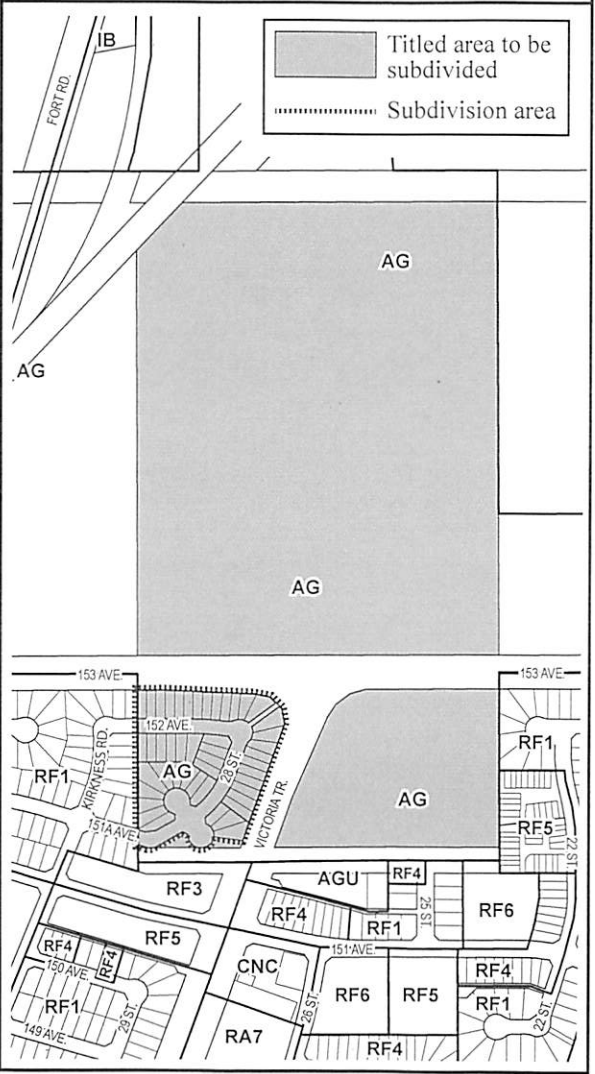 IB
FORT RD.
Titled area to be
subdivided
Subdivision area
AG
AG
AG
153 AVE.
153 AVE.
152 AVE.
KIRKNESS RD.
AG
28 ST.
VICTORIA TR.
RF1
RF1
AG
151A AVE.
RF5
22 ST.
RF3
AGU
RF4
RF4
RF1
25 ST.
RF6
RF5
RF4
RF4
150 AVE.
151 AVE.
CNC
RF4
RF1
29 ST.
26 ST.
RF6
RF5
RF1
22 ST.
149 AVE.
RA7
RF4